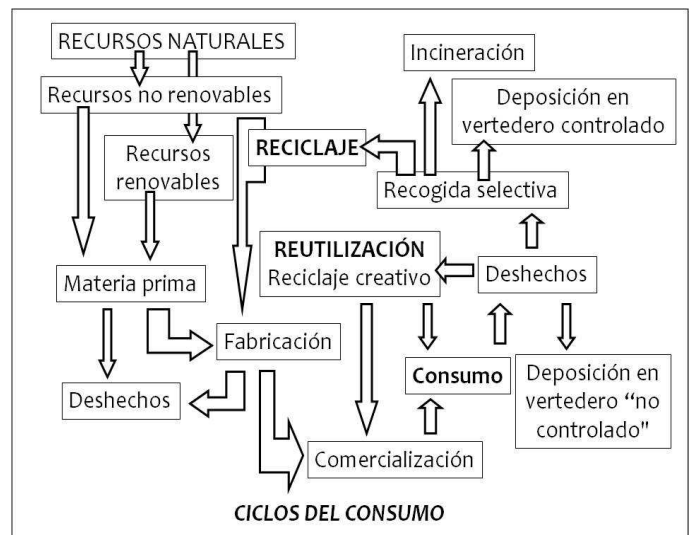 RECURSOS NATURALES
Recursos no renovables
Recursos
renovables
Materia prima
Deshechos
Fabricación
RECICLAJE
Incineración
Deposición en
vertedero controlado
Recogida selectiva
REUTILIZACIÓN
Reciclaje creativo
Deshechos
Consumo
Deposición en
vertedero “no
controlado"
Comercialización
CICLOS DEL CONSUMO